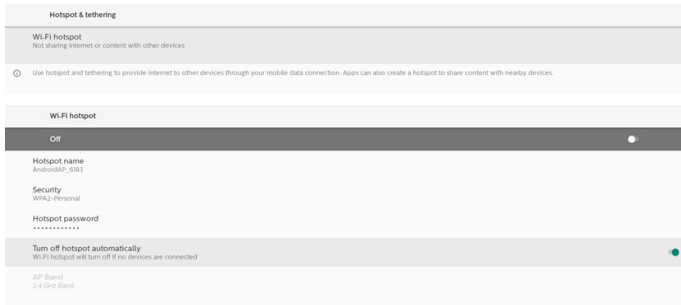 Hotspot & tethering
Wi-Fi hotspot
Not sharing internet or content with other devices
Use hotspot and tethering to provide internet to other devices through your mobile data connection. Apps can also create a hotspot to share content with nearby devices.
Wi-Fi hotspot
Off
Hotspot name
AndroidAP_6183
Security
WPA2-Personal
Hotspot password
••••••••••••
Turn off hotspot automatically
Wi-Fi hotspot will turn off if no devices are connected
AP Band
2.4 GHz Band